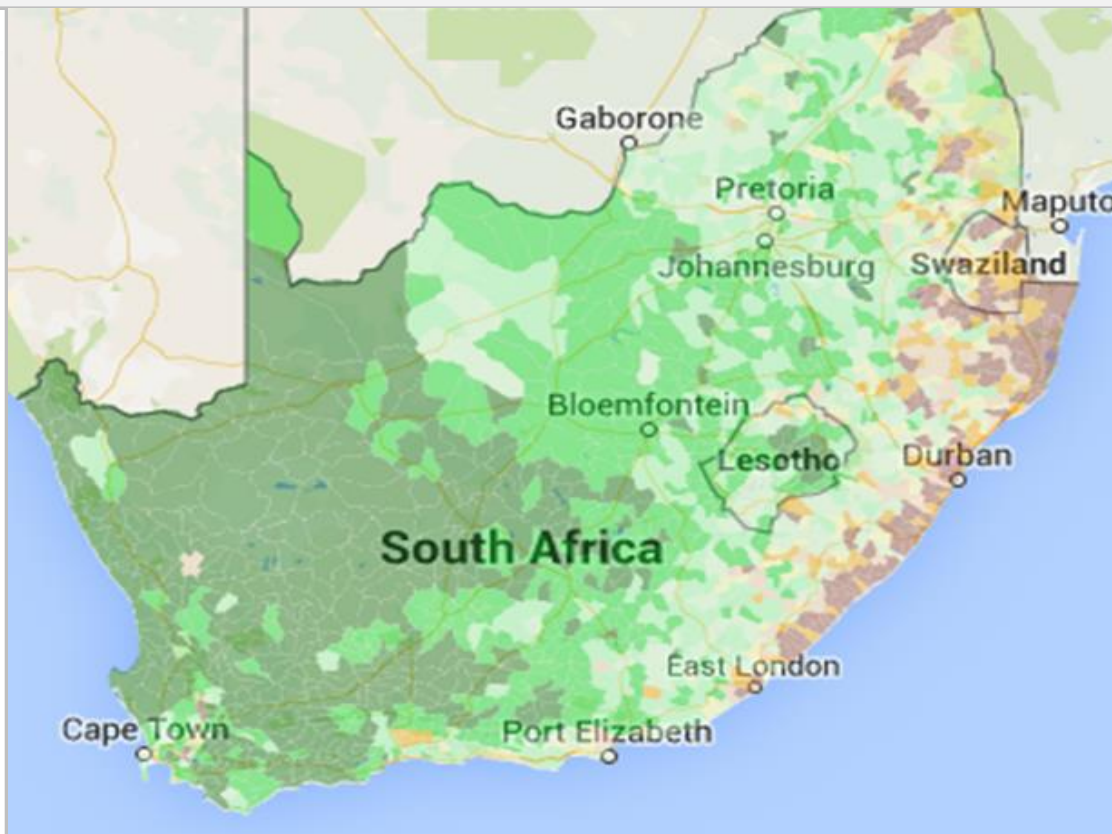 Gaborone
Pretoria
Maputo
Johannesburg
Swaziland
Bloemfontein
Lesotho
Durban
South Africa
East London
Cape Town
Port Elizabeth